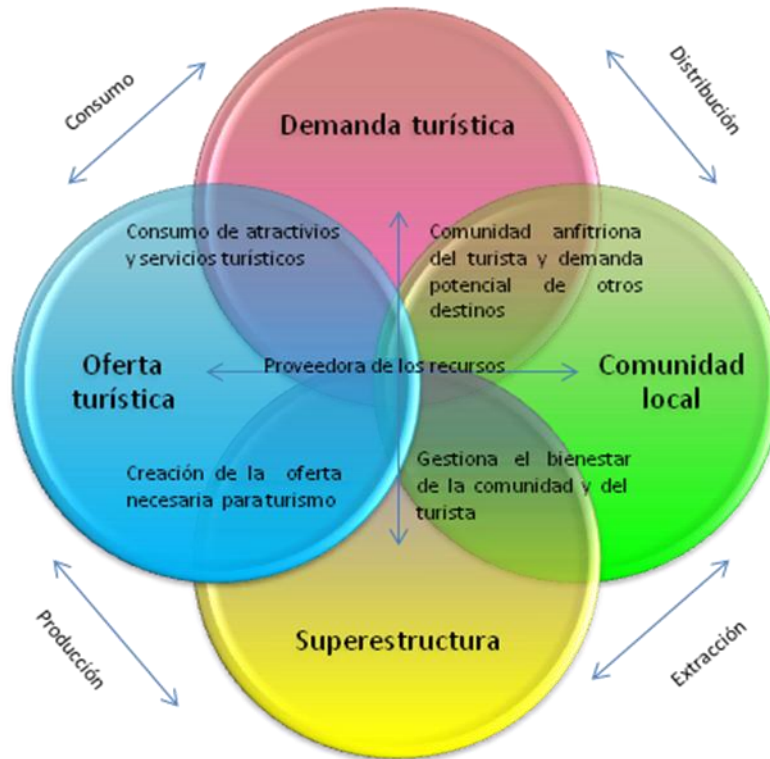 Consumo
Distribución
Demanda turística
Consumo de atractivios
y servicios turísticos
Comunidad anfitriona
del turista y demanda
potencial de otros
destinos
Oferta
turística
Proveedora de los recursos
Comunidad
local
Creación de la oferta
necesaria para turismo
Gestiona el bienestar
de la comunidad y del
turista
Superestructura
Producción
Extracción